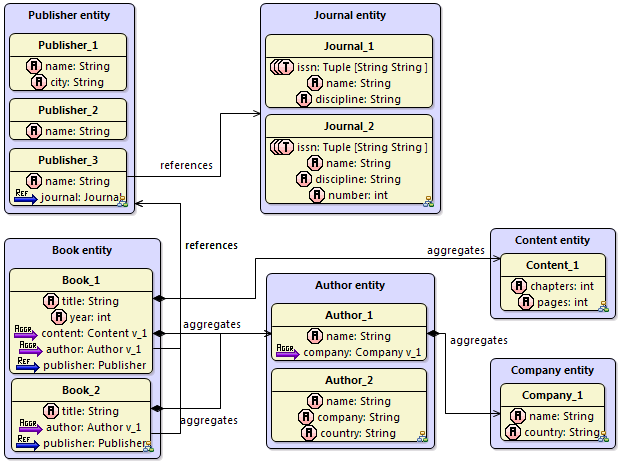 Publisher entity
Publisher_1
A name: String
A city: String
Publisher_2
A name: String
Publisher_3
A name: String
REF journal: Journal
references
Journal entity
Journal_1
T issn: Tuple [String String ]
A name: String
A discipline: String
Journal_2
T issn: Tuple [String String ]
A name: String
A discipline: String
A number: int
references
Book entity
Book_1
A title: String
A year: int
AGGR content: Content v_1
AGGR author: Author v_1
REF publisher: Publisher
Book_2
A title: String
AGGR author: Author v_1
REF publisher: Publisher
aggregates
aggregates
aggregates
Author entity
Author_1
A name: String
AGGR company: Company v_1
Author_2
A name: String
A company: String
A country: String
aggregates
Content entity
Content_1
A chapters: int
A pages: int
Company entity
Company_1
A name: String
A country: String